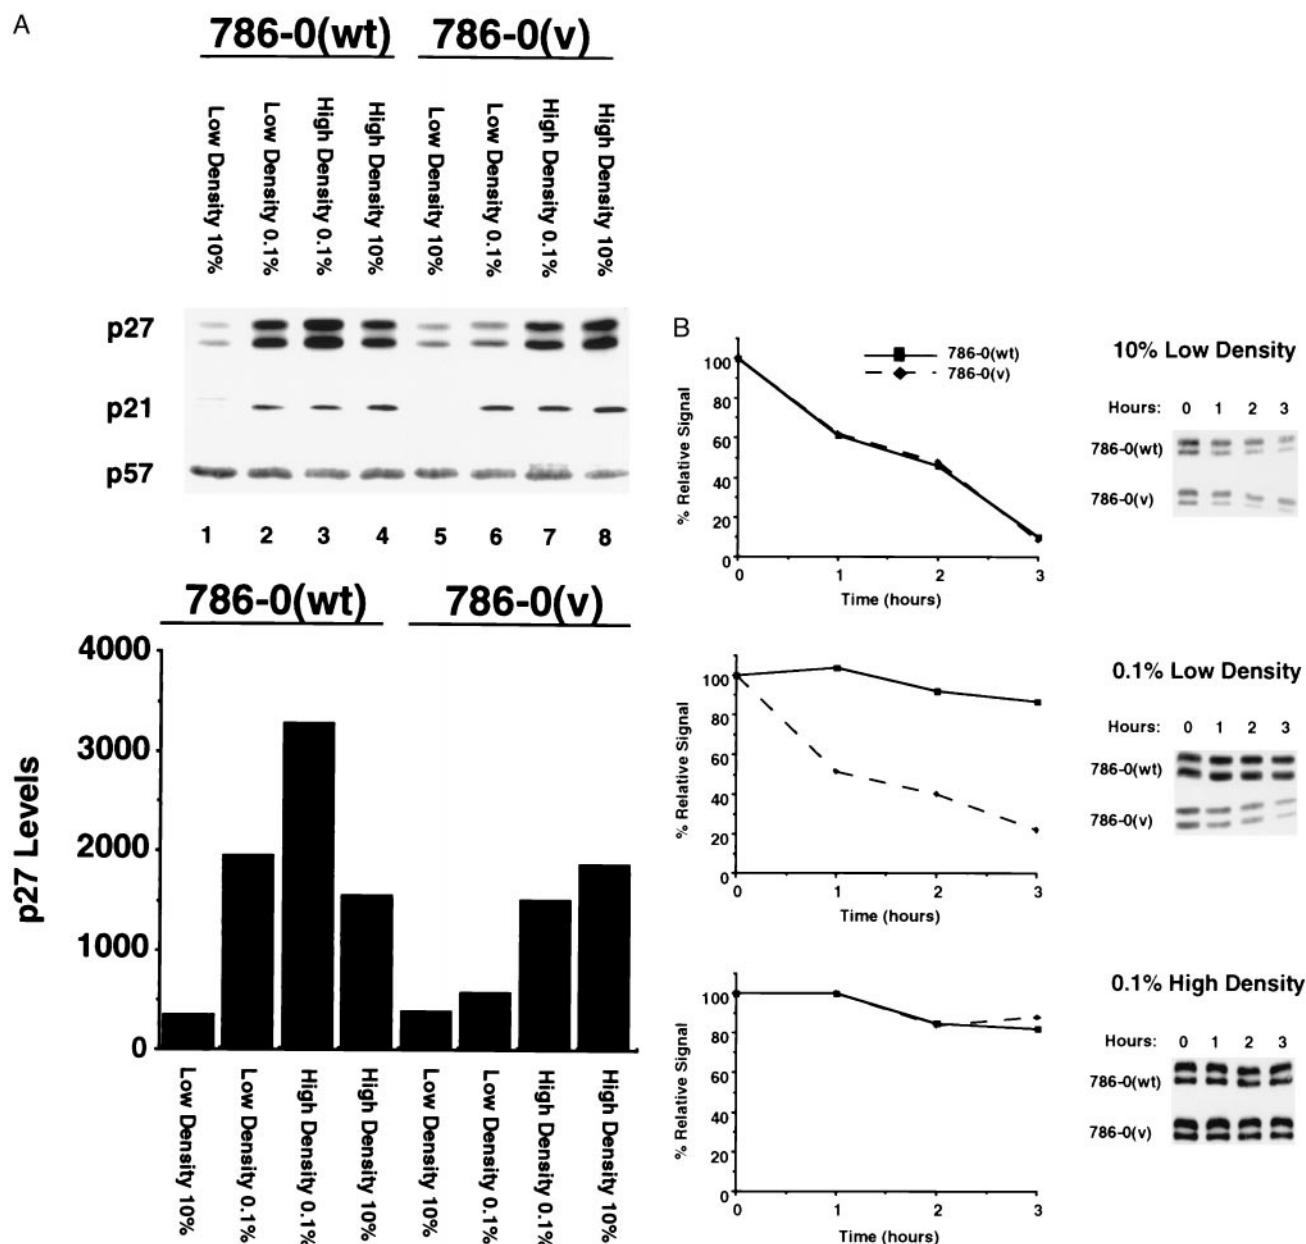 A
786-0(wt) 786-0(v)
Low Density 10%
Low Density 0.1%
High Density 0.1%
High Density 10%
Low Density 10%
Low Density 0.1%
High Density 0.1%
High Density 10%
p27
p21
p57
1 2 3 4 5 6 7 8
786-0(wt) 786-0(v)
p27 Levels
4000
3000
2000
1000
0
Low Density 10%
Low Density 0.1%
High Density 0.1%
High Density 10%
Low Density 10%
Low Density 0.1%
High Density 0.1%
High Density 10%
B
786-0(wt)
786-0(v)
% Relative Signal
100
80
60
40
20
0
0 1 2 3
Time (hours)
10% Low Density
Hours: 0 1 2 3
786-0(wt)
786-0(v)
% Relative Signal
100
80
60
40
20
0
0 1 2 3
Time (hours)
0.1% Low Density
Hours: 0 1 2 3
786-0(wt)
786-0(v)
% Relative Signal
100
80
60
40
20
0
0 1 2 3
Time (hours)
0.1% High Density
Hours: 0 1 2 3
786-0(wt)
786-0(v)